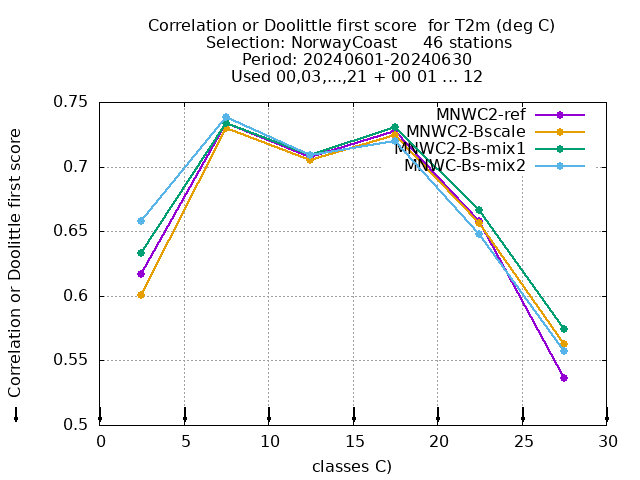 Correlation or Doolittle first score  for T2m (deg C)
Selection: NorwayCoast     46 stations
Period: 20240601-20240630
Used 00,03,...,21 + 00 01 ... 12
Correlation or Doolittle first score
0.75
0.7
0.65
0.6
0.55
0.5
MNWC2-ref
MNWC2-Bscale
MNWC2-Bs-mix1
MNWC-Bs-mix2
0 5 10 15 20 25 30
classes C)